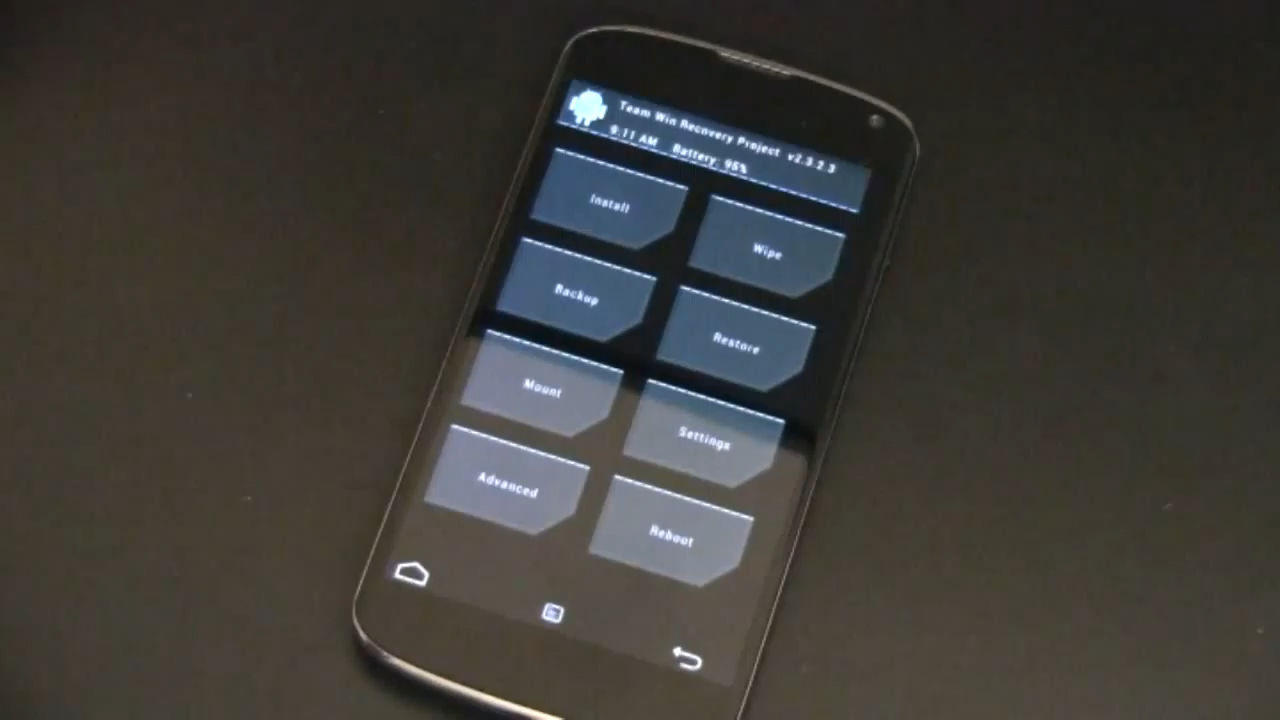 Team Win Recovery Project v2.3.2.3
9:11 AM Battery: 95%
Install
Wipe
Backup
Restore
Mount
Settings
Advanced
Reboot